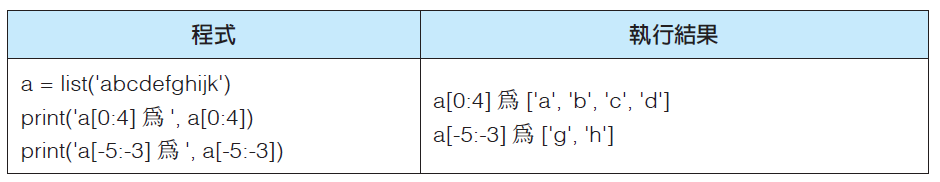 程式
執行結果
a = list('abcdefghijk')
print('a[0:4] 爲 ', a[0:4])
print('a[-5:-3] 爲 ', a[-5:-3])
a[0:4] 爲 ['a', 'b', 'c', 'd']
a[-5:-3] 爲 ['g', 'h']